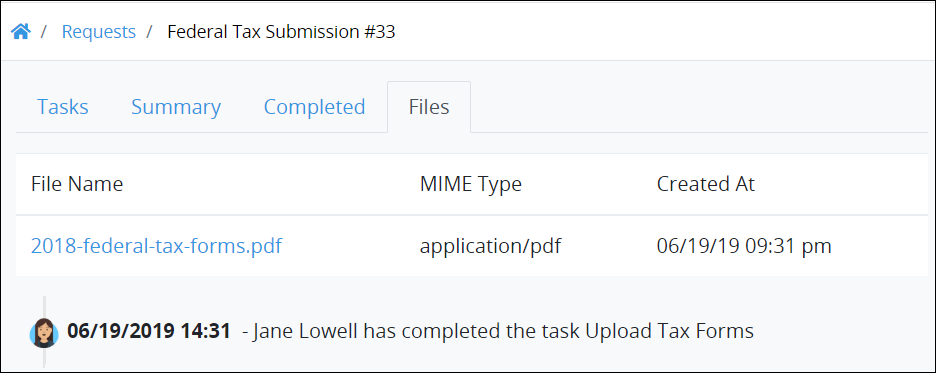 / Requests / Federal Tax Submission #33
Tasks Summary Completed Files
File Name MIME Type Created At
2018-federal-tax-forms.pdf application/pdf 06/19/19 09:31 pm
06/19/2019 14:31 - Jane Lowell has completed the task Upload Tax Forms